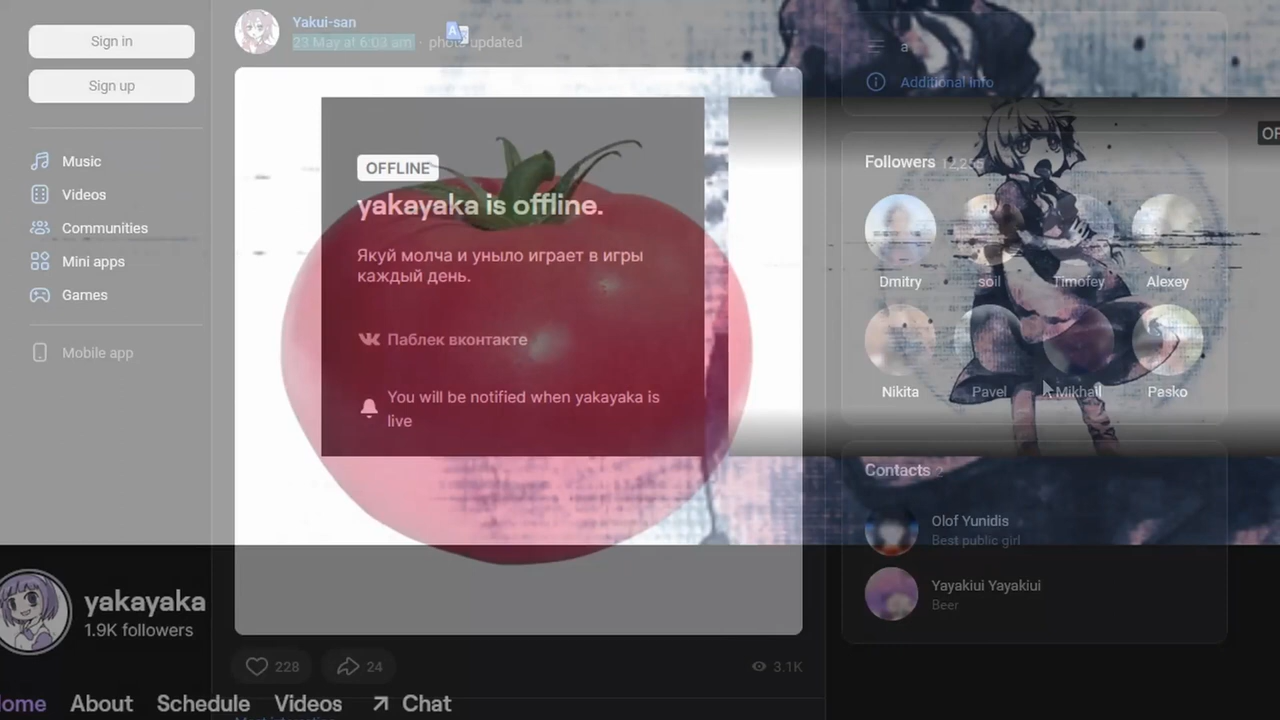 Sign in
Sign up
Music
Videos
Communities
Mini apps
Games
Mobile app
Yakui-san
23 May at 6:03 am · photo updated
OFFLINE
yakayaka is offline.
Якуй молча и уныло играет в игры
каждый день.
Паблек вконтакте
You will be notified when yakayaka is
live
228
24
3.1K
a
Additional info
Followers 12,255
Dmitry
soil
Timofey
Alexey
Nikita
Pavel
Mikhail
Pasko
Contacts 2
Olof Yunidis
Best public girl
Yayakiui Yayakiui
Beer
yakayaka
1.9K followers
Home
About
Schedule
Videos
Chat